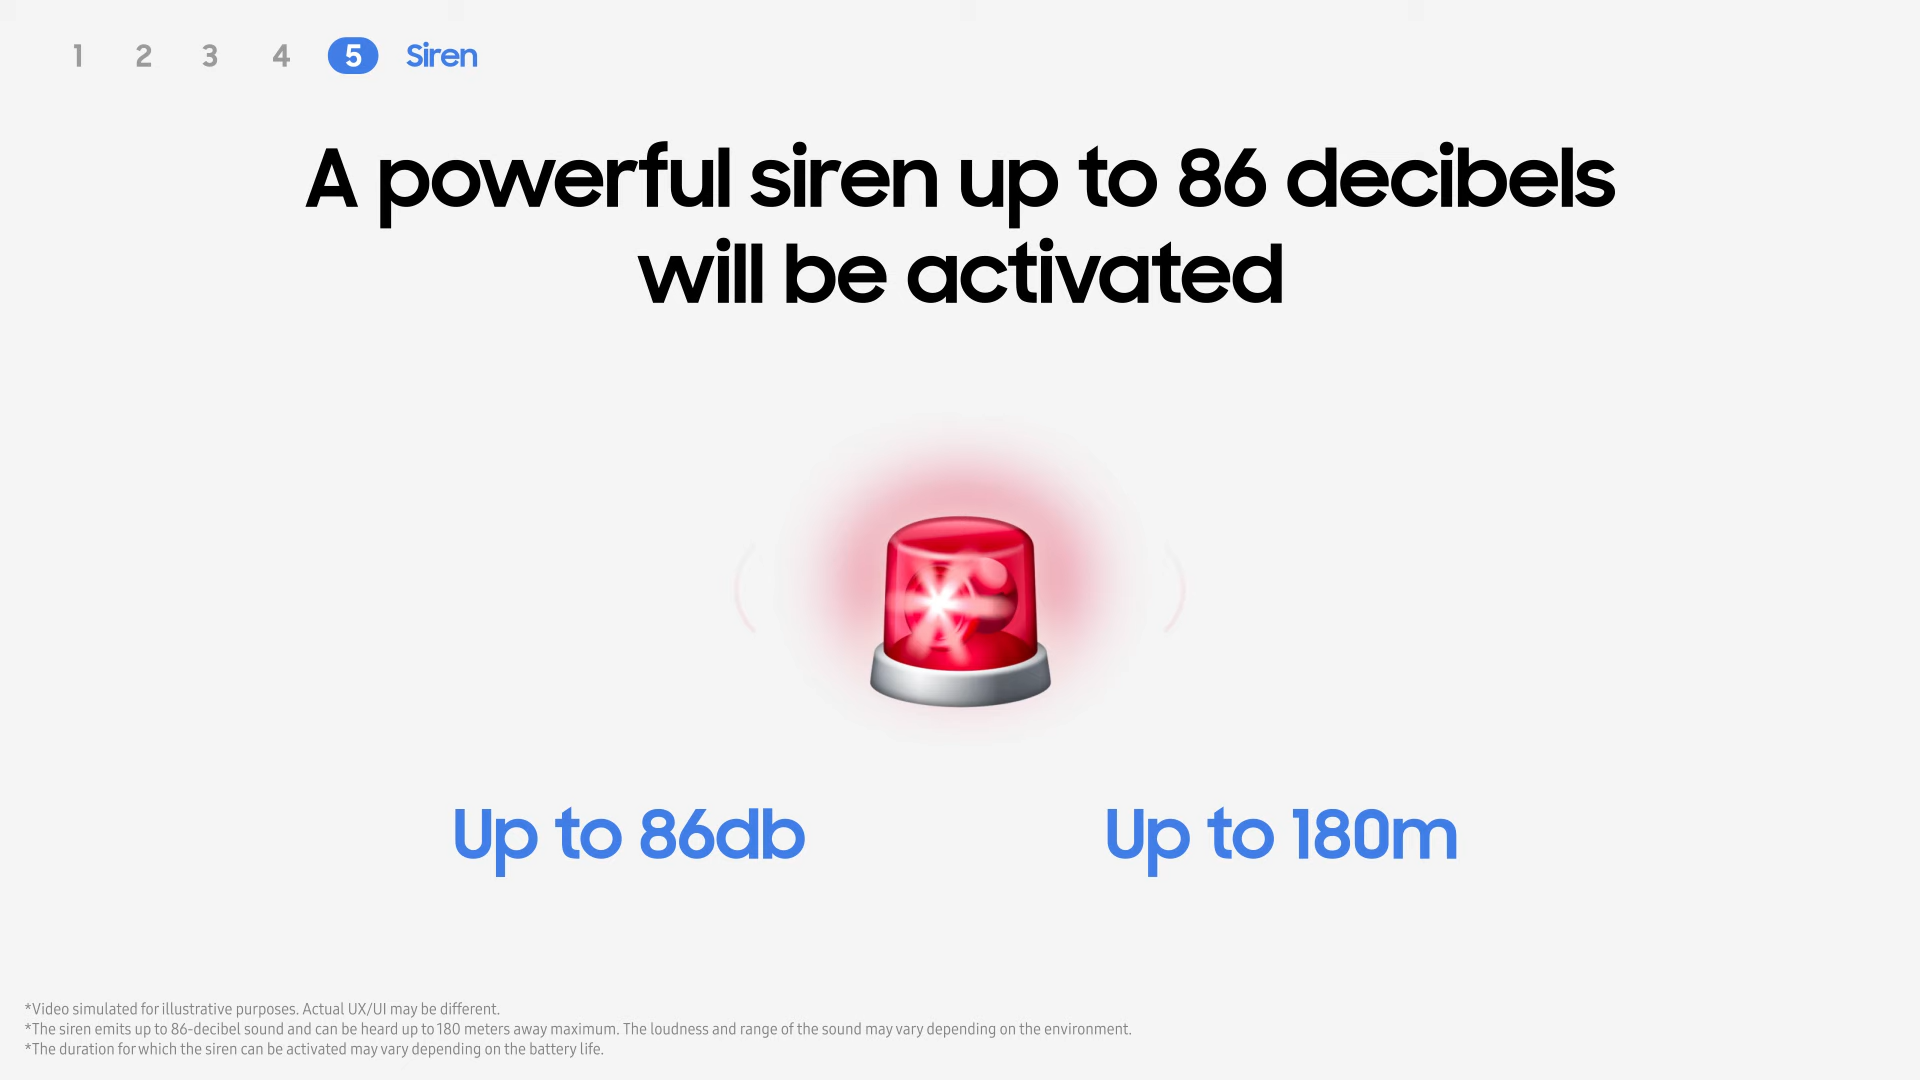 1 2 3 4 5 Siren
A powerful siren up to 86 decibels
will be activated
Up to 86db Up to 180m
*Video simulated for illustrative purposes. Actual UX/UI may be different.
*The siren emits up to 86-decibel sound and can be heard up to 180 meters away maximum. The loudness and range of the sound may vary depending on the environment.
*The duration for which the siren can be activated may vary depending on the battery life.